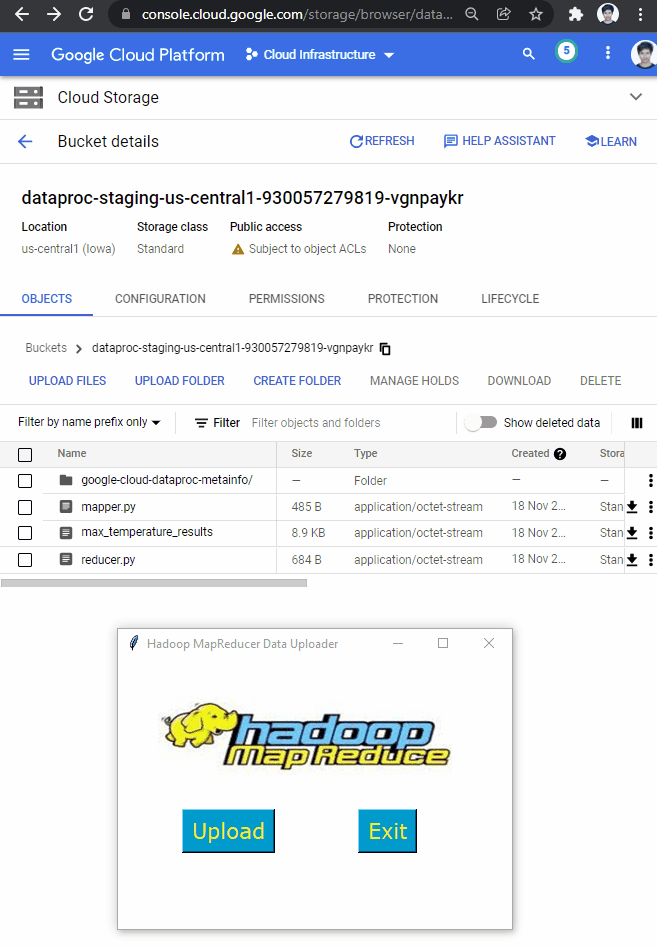 console.cloud.google.com/storage/browser/data...
Google Cloud Platform Cloud Infrastructure 5
Cloud Storage
Bucket details REFRESH HELP ASSISTANT LEARN
dataproc-staging-us-central1-930057279819-vgnpaykr
Location Storage class Public access Protection
us-central1 (Iowa) Standard Subject to object ACLs None
OBJECTS CONFIGURATION PERMISSIONS PROTECTION LIFECYCLE
Buckets dataproc-staging-us-central1-930057279819-vgnpaykr
UPLOAD FILES UPLOAD FOLDER CREATE FOLDER MANAGE HOLDS DOWNLOAD DELETE
Filter by name prefix only Filter Filter objects and folders Show deleted data
Name Size Type Created ? Stora
google-cloud-dataproc-metainfo/ — Folder — —
mapper.py 485 B application/octet-stream 18 Nov 2... Stan
max_temperature_results 8.9 KB application/octet-stream 18 Nov 2... Stan
reducer.py 684 B application/octet-stream 18 Nov 2... Stan
Hadoop MapReducer Data Uploader
hadoop
Map Reduce
Upload Exit